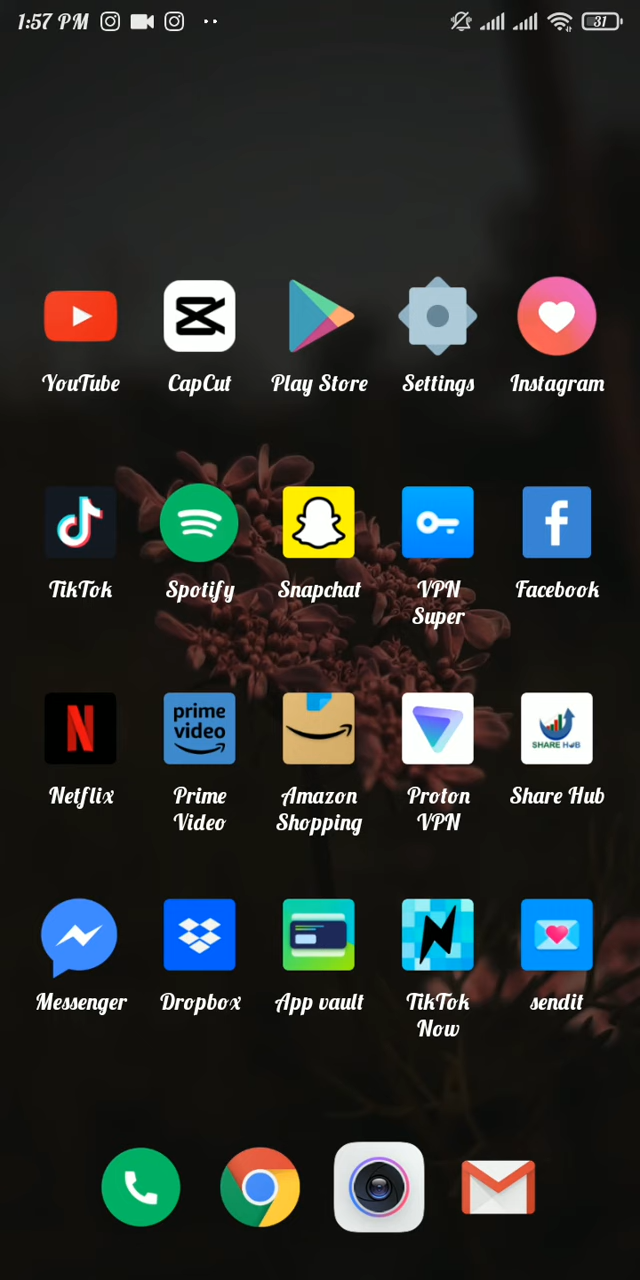 1:57 PM
31
YouTube
CapCut
Play Store
Settings
Instagram
TikTok
Spotify
Snapchat
VPN
Super
Facebook
prime
video
SHARE HUB
Netflix
Prime
Video
Amazon
Shopping
Proton
VPN
Share Hub
Messenger
Dropbox
App vault
TikTok
Now
sendit